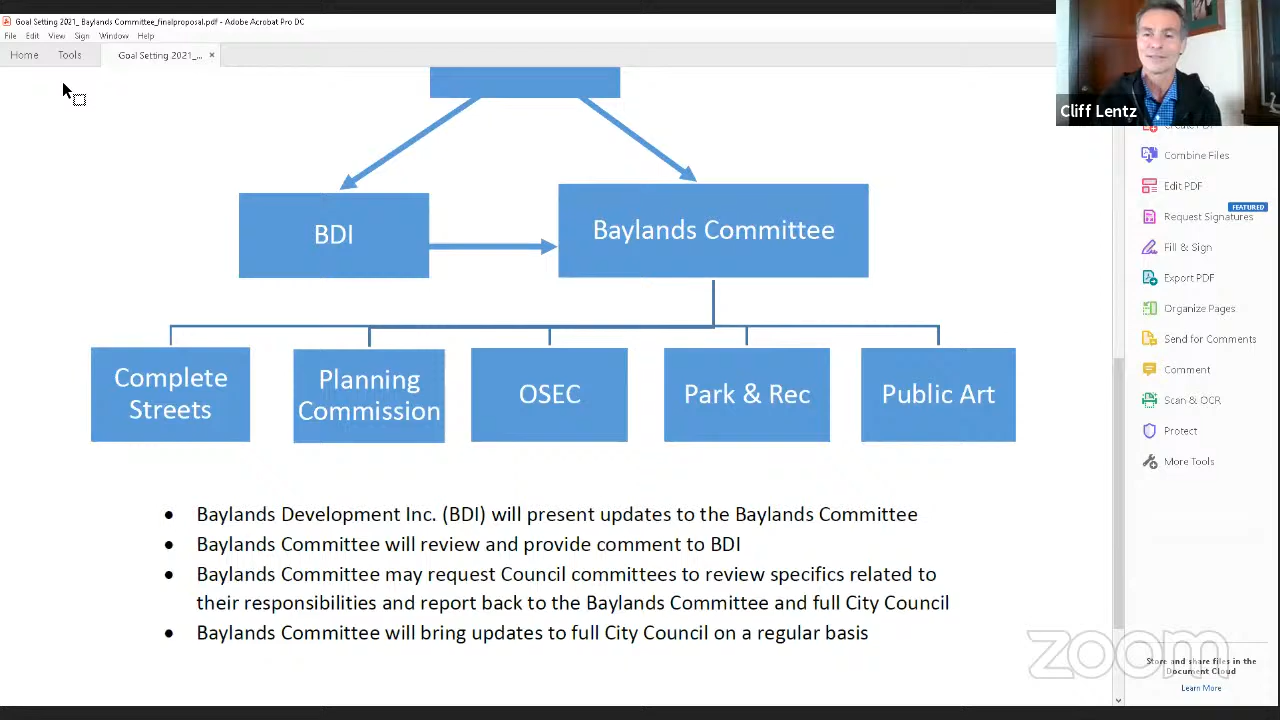 Goal Setting 2021_ Baylands Committee_finalproposal.pdf - Adobe Acrobat Pro DC
File Edit View Sign Window Help
Home Tools Goal Setting 2021_... ×
Cliff Lentz
BDI
Baylands Committee
Complete
Streets
Planning
Commission
OSEC
Park & Rec
Public Art
• Baylands Development Inc. (BDI) will present updates to the Baylands Committee
• Baylands Committee will review and provide comment to BDI
• Baylands Committee may request Council committees to review specifics related to
their responsibilities and report back to the Baylands Committee and full City Council
• Baylands Committee will bring updates to full City Council on a regular basis
Create PDF
Combine Files
Edit PDF
FEATURED
Request Signatures
Fill & Sign
Export PDF
Organize Pages
Send for Comments
Comment
Scan & OCR
Protect
More Tools
zoom
Store and share files in the
Document Cloud
Learn More